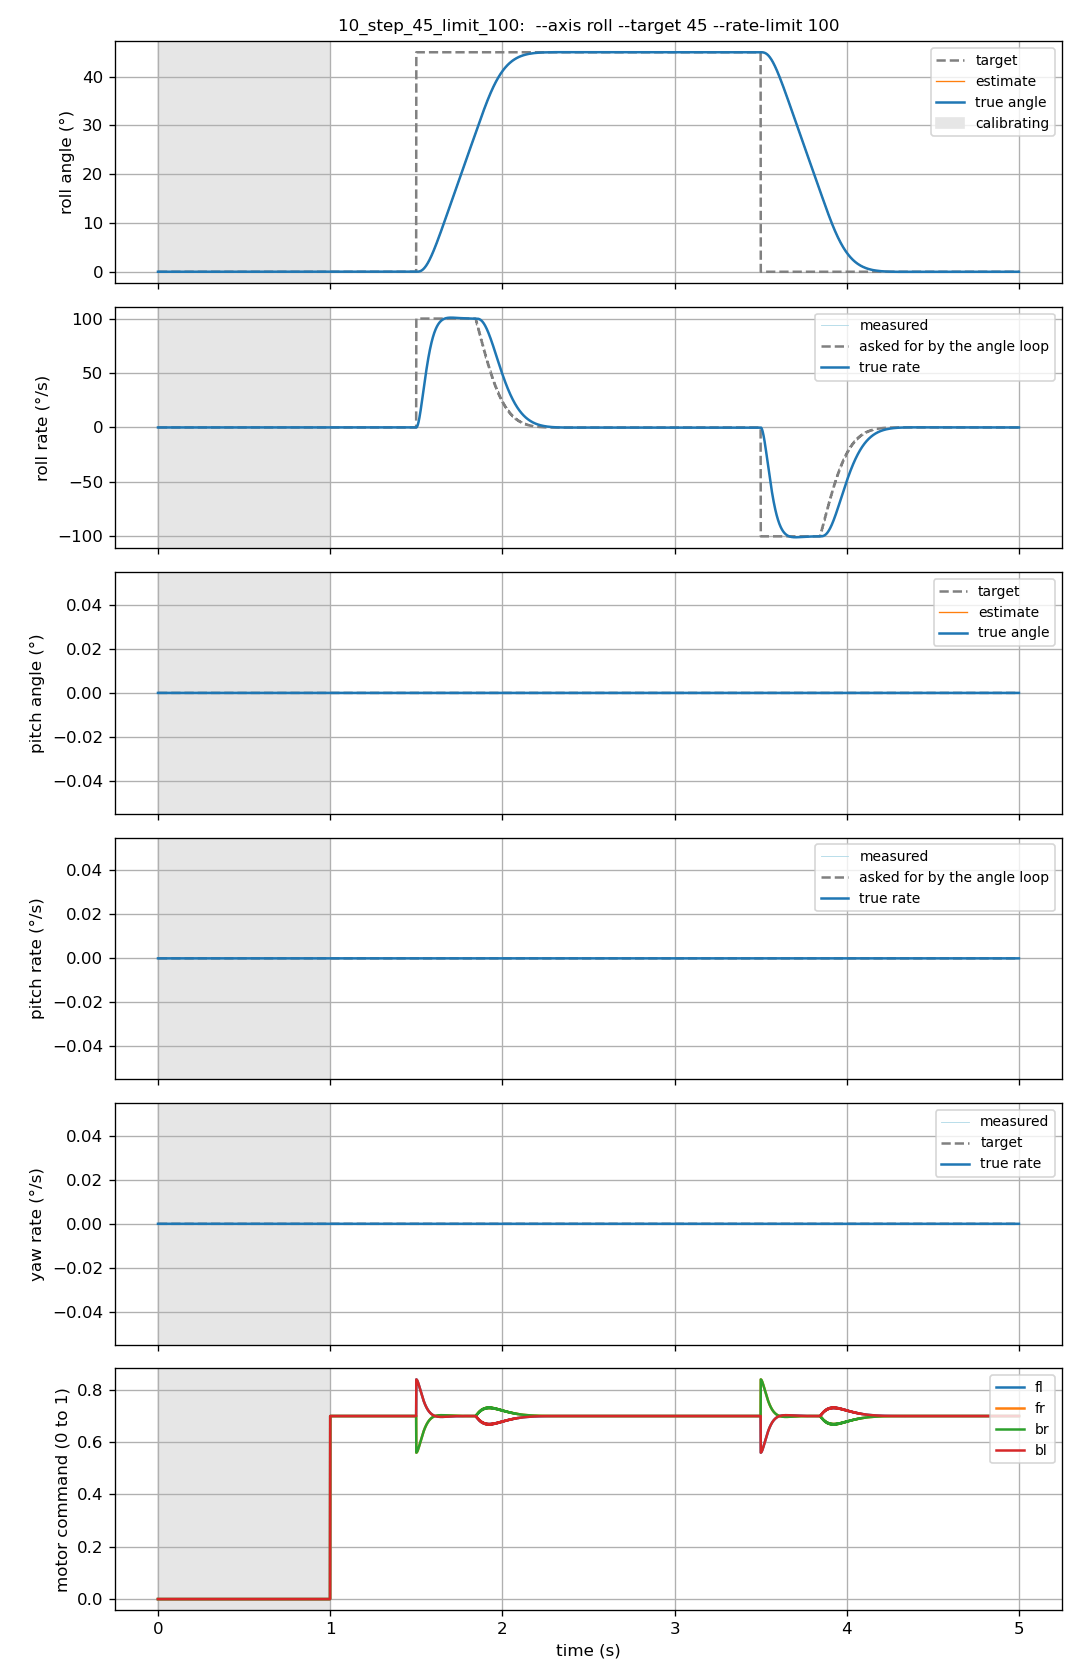 10_step_45_limit_100:  --axis roll --target 45 --rate-limit 100
roll angle (°)
40
30
20
10
0
target
estimate
true angle
calibrating
roll rate (°/s)
100
50
0
−50
−100
measured
asked for by the angle loop
true rate
pitch angle (°)
0.04
0.02
0.00
−0.02
−0.04
target
estimate
true angle
pitch rate (°/s)
0.04
0.02
0.00
−0.02
−0.04
measured
asked for by the angle loop
true rate
yaw rate (°/s)
0.04
0.02
0.00
−0.02
−0.04
measured
target
true rate
motor command (0 to 1)
0.8
0.6
0.4
0.2
0.0
fl
fr
br
bl
0 1 2 3 4 5
time (s)